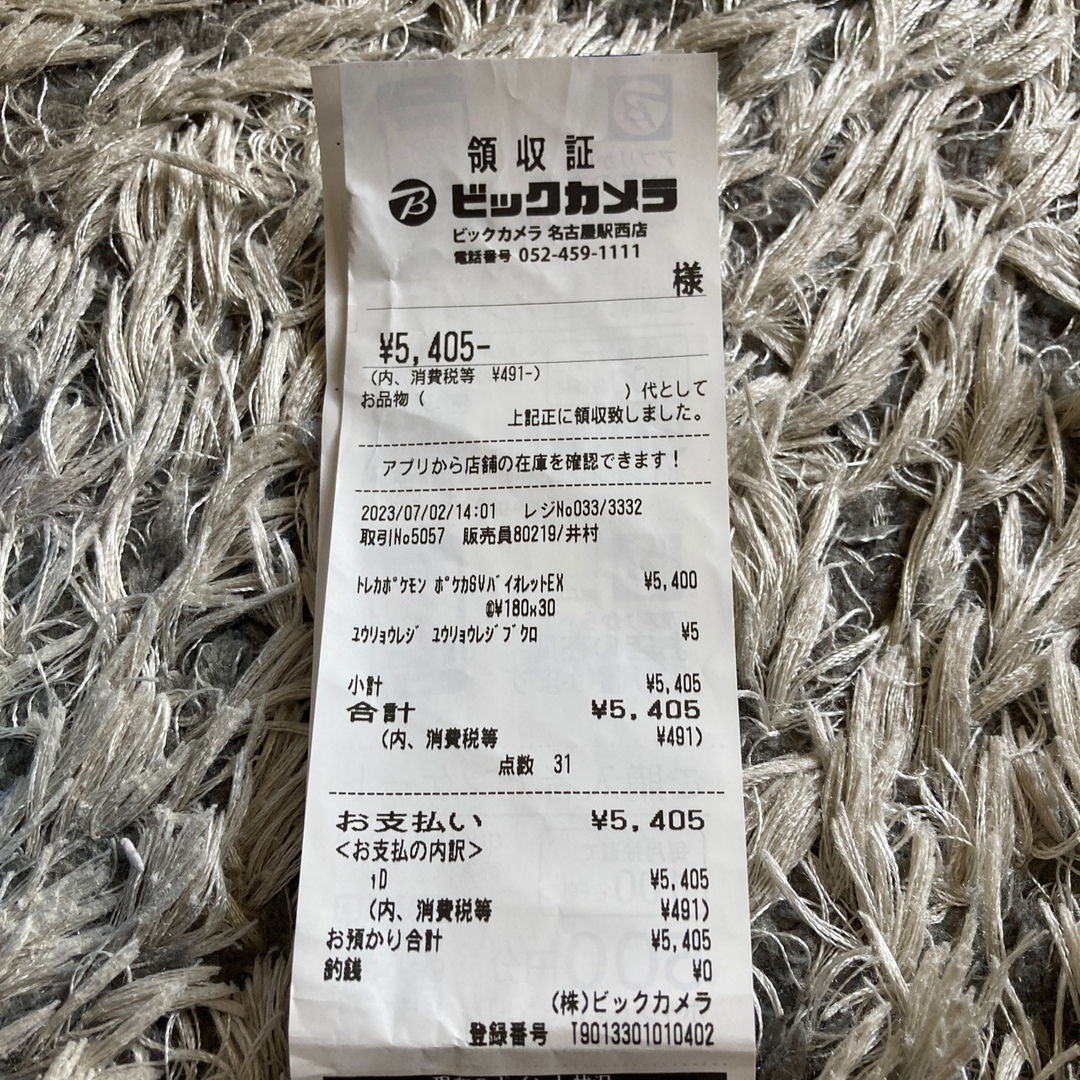 領収証
ビックカメラ
ビックカメラ 名古屋駅西店
電話番号 052-459-1111
様
¥5,405-
(内、消費税等 ¥491-)
お品物 ( ) 代として
上記正に領収致しました。
アプリから店舗の在庫を確認できます!
2023/07/02/14:01 レジNo033/3332
取引No5057 販売員80219/井村
トレカポケモン ポケカSVバイオレットEX ¥5,400
@¥180x30
ユウリョウレジ ユウリョウレジブクロ ¥5
小計 ¥5,405
合計 ¥5,405
(内、消費税等 ¥491)
点数 31
お支払い ¥5,405
<お支払の内訳>
iD ¥5,405
(内、消費税等 ¥491)
お預かり合計 ¥5,405
釣銭 ¥0
(株)ビックカメラ
登録番号 T9013301010402